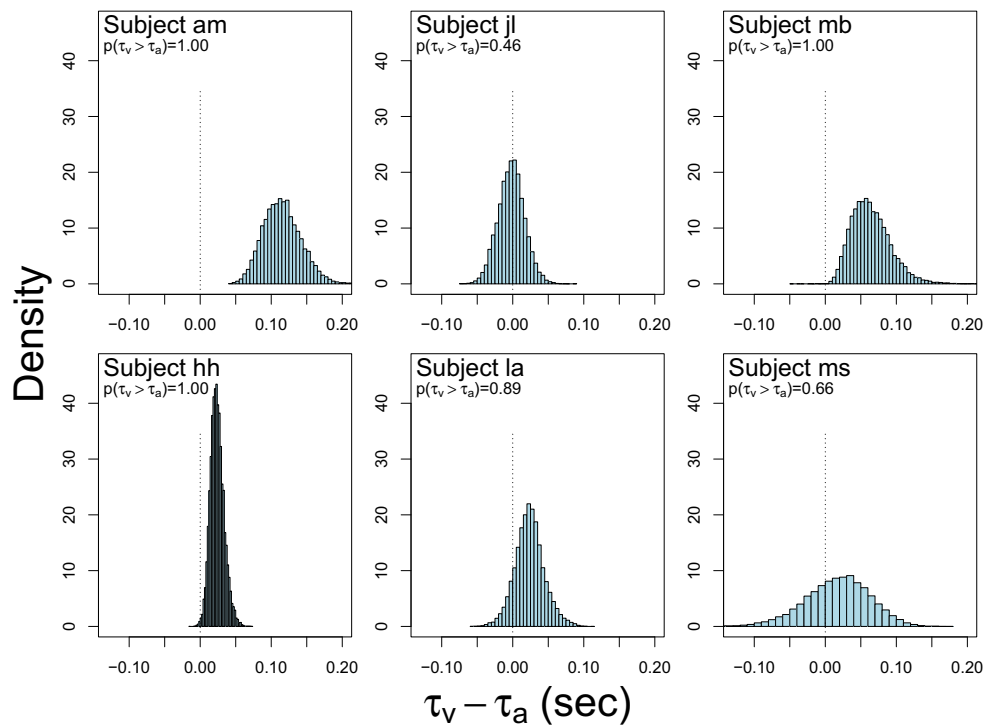 Subject am
p(τv > τa)=1.00
Subject jl
p(τv > τa)=0.46
Subject mb
p(τv > τa)=1.00
0 10 20 30 40
0 10 20 30 40
0 10 20 30 40
−0.10 0.00 0.10 0.20
−0.10 0.00 0.10 0.20
−0.10 0.00 0.10 0.20
Density
Subject hh
p(τv > τa)=1.00
Subject la
p(τv > τa)=0.89
Subject ms
p(τv > τa)=0.66
0 10 20 30 40
0 10 20 30 40
0 10 20 30 40
−0.10 0.00 0.10 0.20
−0.10 0.00 0.10 0.20
−0.10 0.00 0.10 0.20
τv − τa (sec)